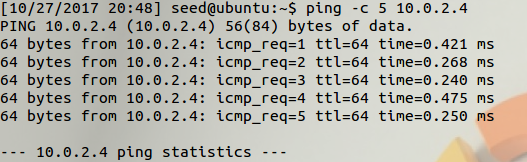 [10/27/2017 20:48] seed@ubuntu:~$ ping -c 5 10.0.2.4
PING 10.0.2.4 (10.0.2.4) 56(84) bytes of data.
64 bytes from 10.0.2.4: icmp_req=1 ttl=64 time=0.421 ms
64 bytes from 10.0.2.4: icmp_req=2 ttl=64 time=0.268 ms
64 bytes from 10.0.2.4: icmp_req=3 ttl=64 time=0.240 ms
64 bytes from 10.0.2.4: icmp_req=4 ttl=64 time=0.475 ms
64 bytes from 10.0.2.4: icmp_req=5 ttl=64 time=0.250 ms
--- 10.0.2.4 ping statistics ---